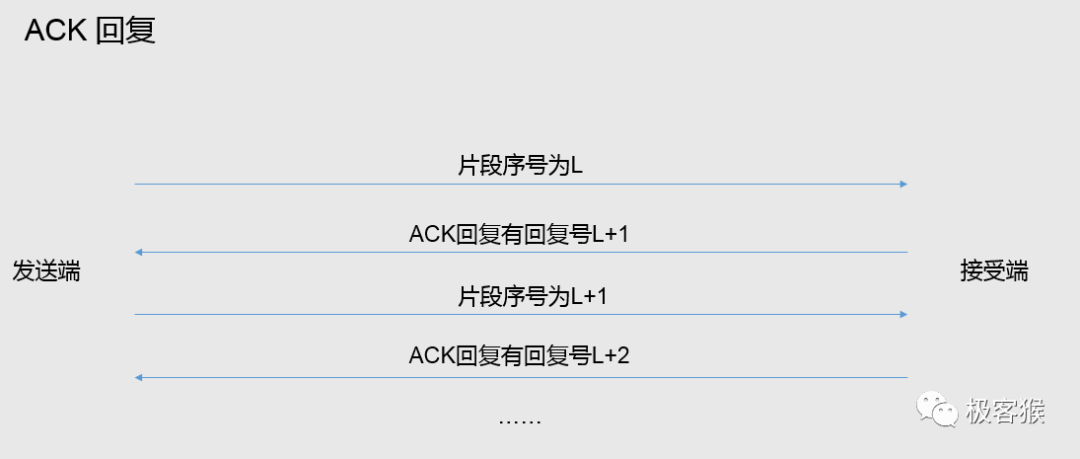 ACK 回复
片段序号为L
ACK回复有回复号L+1
发送端
接受端
片段序号为L+1
ACK回复有回复号L+2
……
极客猴